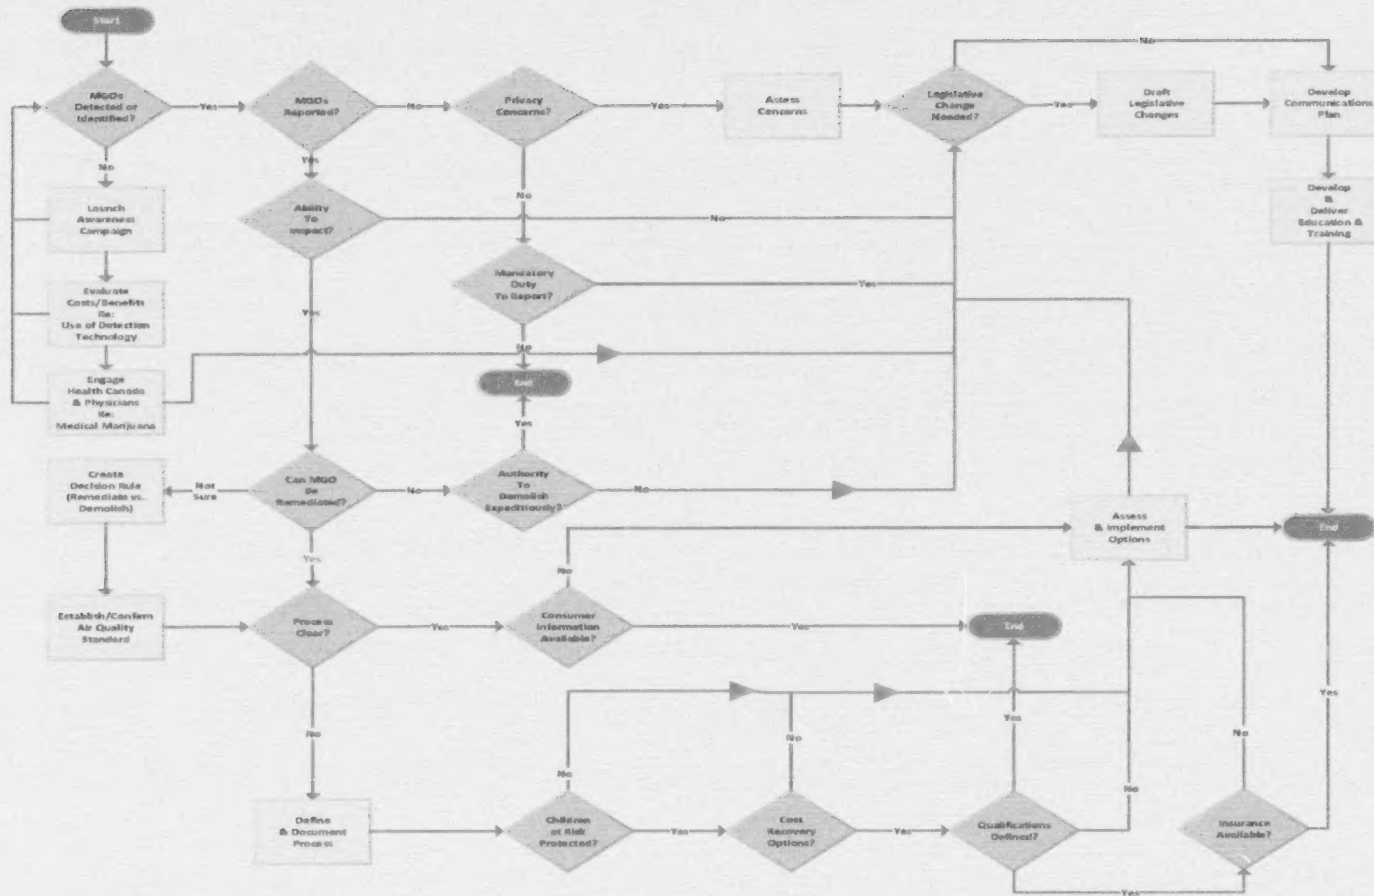 Start
MGOs
Detected or
Identified?
Yes
MGOs
Reported?
No
Privacy
Concerns?
Yes
Assess
Concerns
Legislative
Change
Needed?
No
Yes
Draft
Legislative
Changes
Develop
Communications
Plan
No
Yes
No
Launch
Awareness
Campaign
Ability
To
Inspect?
No
Develop
&
Deliver
Education &
Training
Evaluate
Costs/Benefits
Re:
Use of Detection
Technology
Yes
Mandatory
Duty
To Report?
Yes
No
End
Engage
Health Canada
& Physicians
Re:
Medical Marijuana
Yes
Create
Decision Rule
(Remediate vs.
Demolish)
Not
Sure
Can MGO
Be
Remediated?
No
Authority
To
Demolish
Expeditiously?
No
Assess
& Implement
Options
End
Yes
No
Establish/Confirm
Air Quality
Standard
Process
Clear?
Yes
Consumer
Information
Available?
Yes
End
No
No
No
Yes
No
No
Yes
Define
& Document
Process
Children
at Risk
Protected?
Yes
Cost
Recovery
Options?
Yes
Qualifications
Defined?
Yes
Insurance
Available?